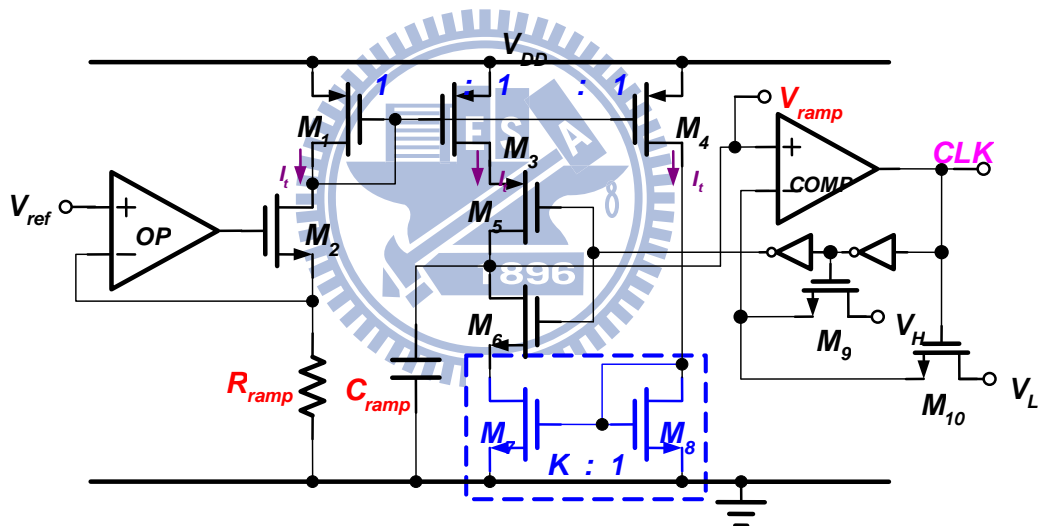 V_DD
1 : 1 : 1
M_1
M_3
M_4
I_t
I_t
I_t
V_ramp
CLK
COMP
+
−
V_ref
+
OP
−
M_2
M_5
E S A
8
1896
M_6
M_9
V_H
M_10
V_L
R_ramp
C_ramp
M_7
M_8
K : 1